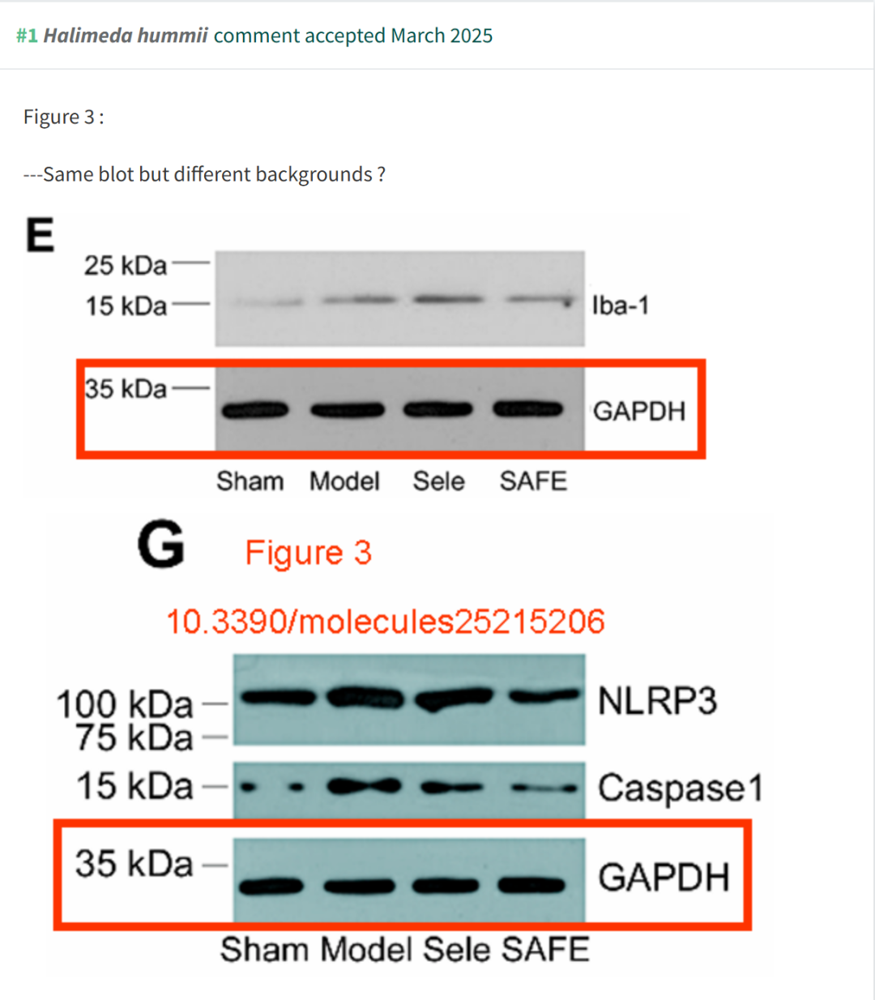 #1 Halimeda hummii comment accepted March 2025
Figure 3 :
---Same blot but different backgrounds ?
E
25 kDa
15 kDa
Iba-1
35 kDa
GAPDH
Sham Model Sele SAFE
G Figure 3
10.3390/molecules25215206
100 kDa
NLRP3
75 kDa
15 kDa
Caspase1
35 kDa
GAPDH
Sham Model Sele SAFE